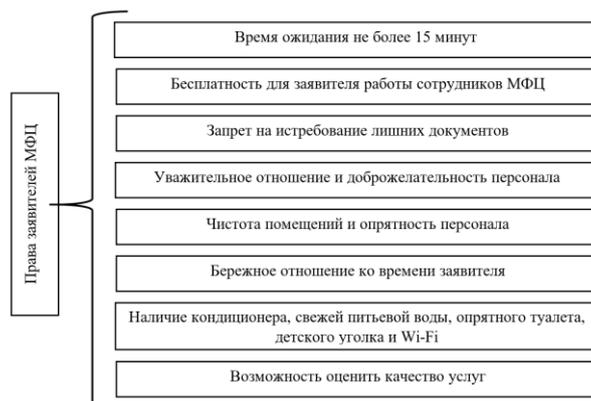 Права заявителей МФЦ
Время ожидания не более 15 минут
Бесплатность для заявителя работы сотрудников МФЦ
Запрет на истребование лишних документов
Уважительное отношение и доброжелательность персонала
Чистота помещений и опрятность персонала
Бережное отношение ко времени заявителя
Наличие кондиционера, свежей питьевой воды, опрятного туалета,
детского уголка и Wi-Fi
Возможность оценить качество услуг